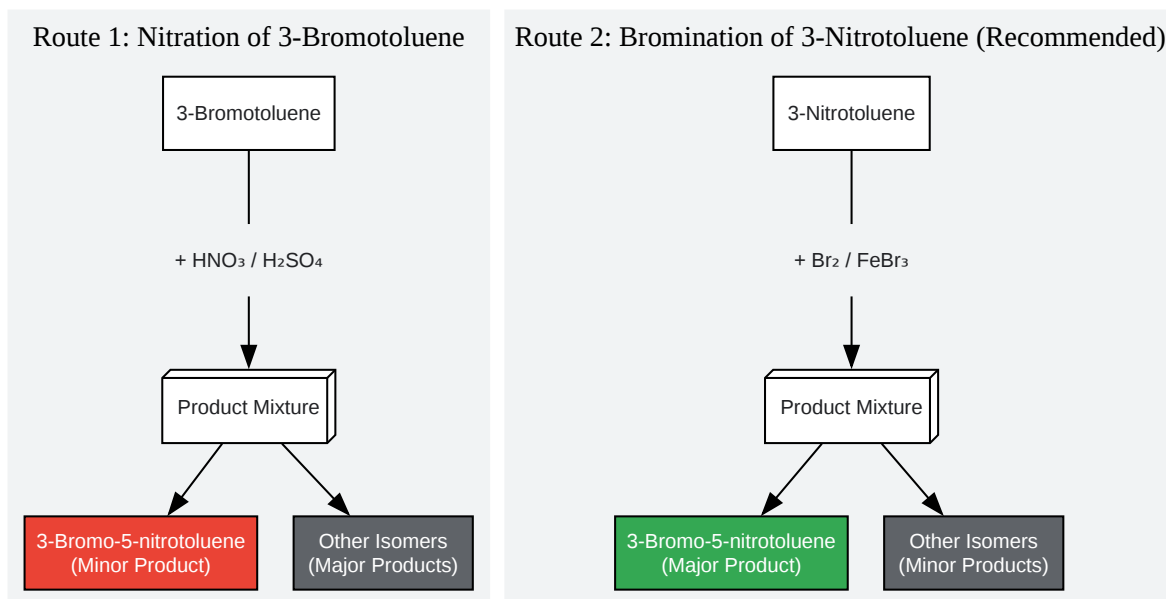 Route 1: Nitration of 3-Bromotoluene
3-Bromotoluene
+ HNO₃ / H₂SO₄
Product Mixture
3-Bromo-5-nitrotoluene
(Minor Product)
Other Isomers
(Major Products)
Route 2: Bromination of 3-Nitrotoluene (Recommended)
3-Nitrotoluene
+ Br₂ / FeBr₃
Product Mixture
3-Bromo-5-nitrotoluene
(Major Product)
Other Isomers
(Minor Products)